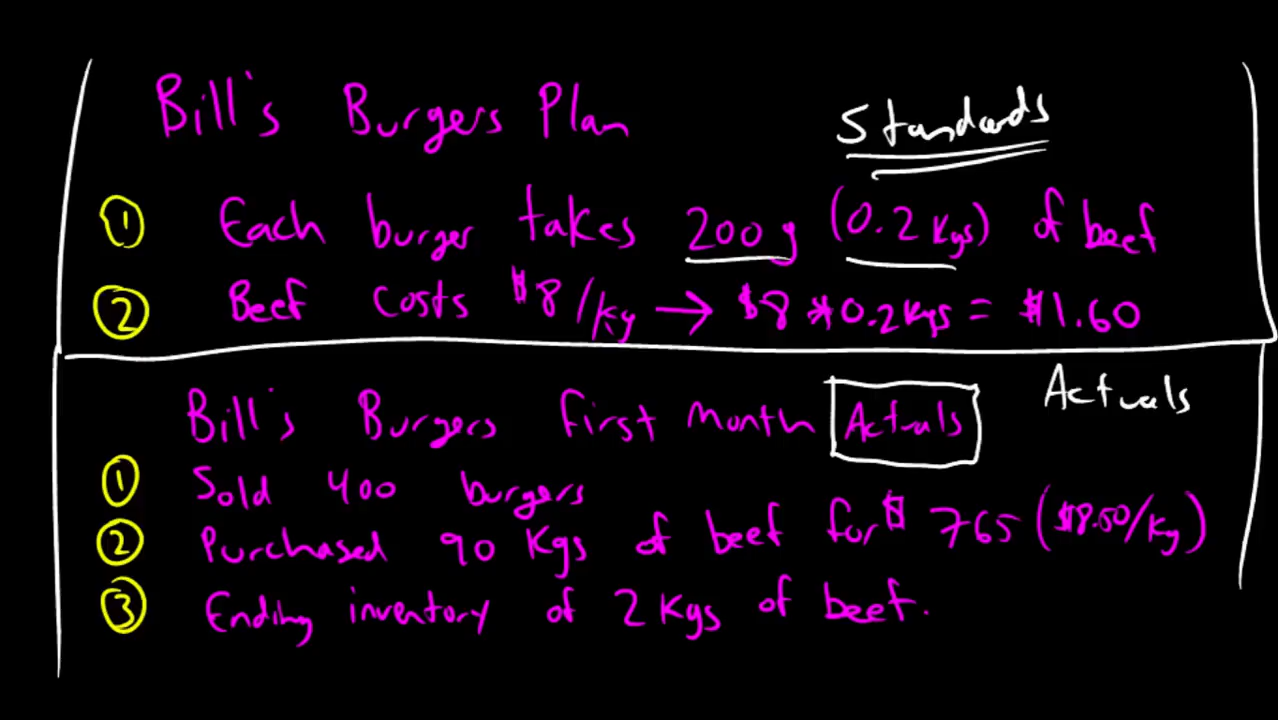 Bill's Burgers Plan Standards
1 Each burger takes 200g (0.2 Kgs) of beef
2 Beef costs $8/kg → $8 * 0.2 Kgs = $1.60
Actuals
Bill's Burgers First Month Actuals
1 Sold 400 burgers
2 Purchased 90 Kgs of beef for $ 765 ($8.50/Kg)
3 Ending inventory of 2 Kgs of beef.